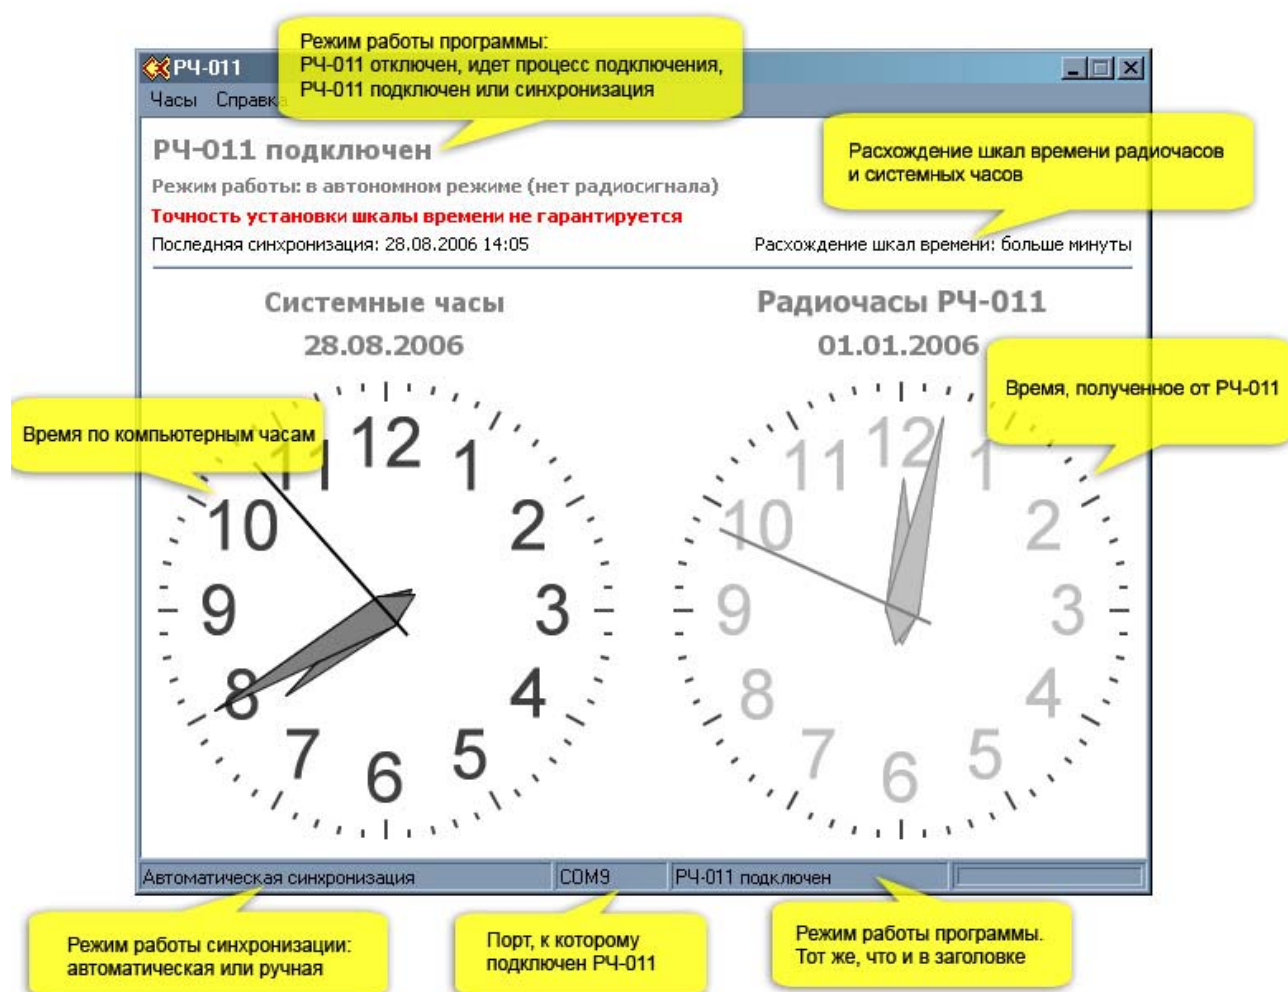 Режим работы программы:
РЧ-011 отключен, идет процесс подключения,
РЧ-011 подключен или синхронизация
РЧ-011
Часы Справка
РЧ-011 подключен
Расхождение шкал времени радиочасов
и системных часов
Режим работы: в автономном режиме (нет радиосигнала)
Точность установки шкалы времени не гарантируется
Последняя синхронизация: 28.08.2006 14:05
Расхождение шкал времени: больше минуты
Системные часы
28.08.2006
Радиочасы РЧ-011
01.01.2006
Время, полученное от РЧ-011
Время по компьютерным часам
12
1
2
3
4
5
6
7
8
9
10
11
12
1
2
3
4
5
6
7
8
9
10
11
Автоматическая синхронизация
COM9
РЧ-011 подключен
Режим работы синхронизации:
автоматическая или ручная
Порт, к которому
подключен РЧ-011
Режим работы программы.
Тот же, что и в заголовке